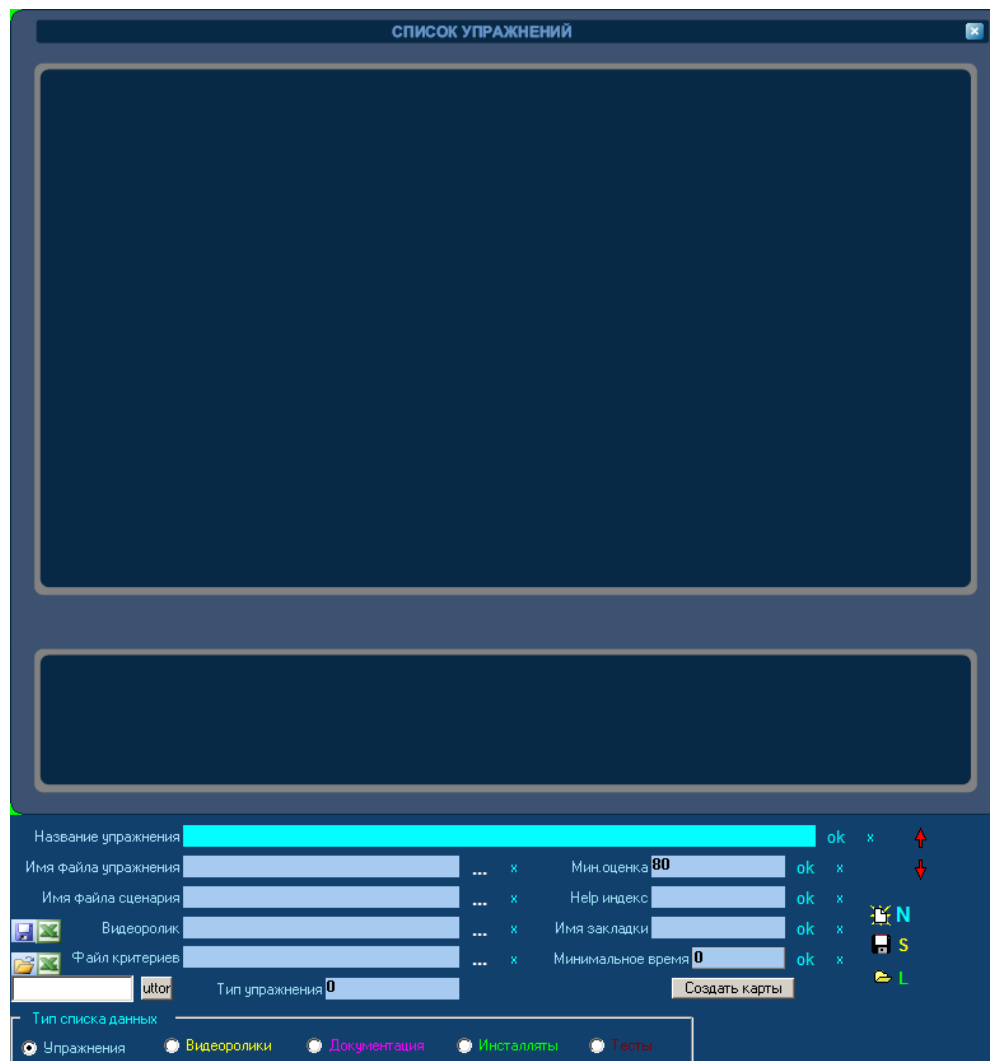 СПИСОК УПРАЖНЕНИЙ
Название упражнения ok x
Имя файла упражнения ... x Мин.оценка 80 ok x
Имя файла сценария ... x Help индекс ok x
Видеоролик ... x Имя закладки ok x
N
Файл критериев ... x Минимальное время 0 ok x
S
L
uttor Тип упражнения 0 Создать карты
Тип списка данных
Упражнения Видеоролики Документация Инсталляты Тесты